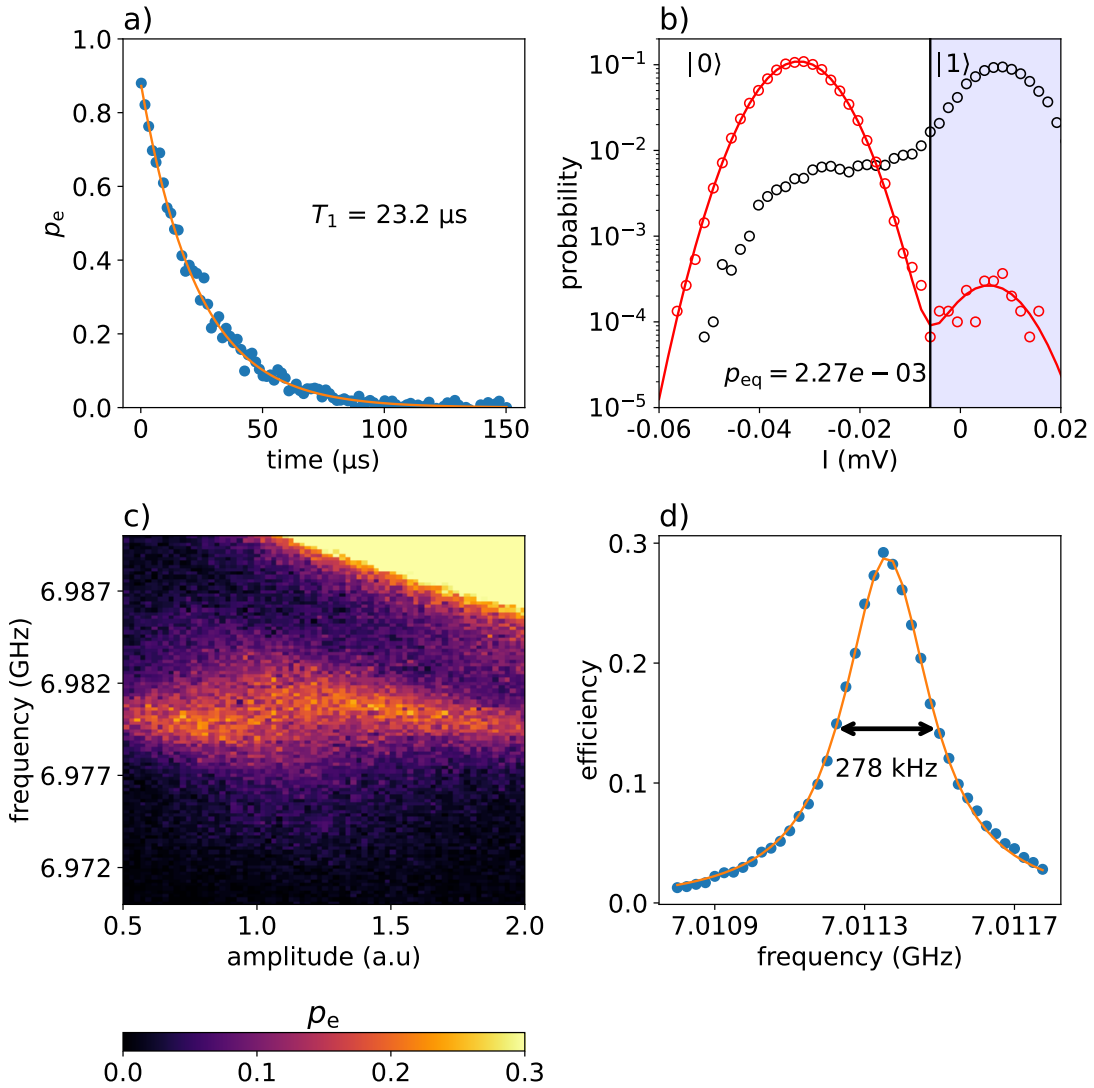 a)
1.0
0.8
0.6
0.4
0.2
0.0
pₑ
T₁ = 23.2 µs
0
50
100
150
time (µs)
b)
|0⟩
|1⟩
10⁻¹
10⁻²
10⁻³
10⁻⁴
10⁻⁵
probability
p_eq = 2.27e − 03
-0.06
-0.04
-0.02
0
0.02
I (mV)
c)
6.987
6.982
6.977
6.972
frequency (GHz)
0.5
1.0
1.5
2.0
amplitude (a.u)
pₑ
0.0
0.1
0.2
0.3
d)
0.3
0.2
0.1
0.0
efficiency
278 kHz
7.0109
7.0113
7.0117
frequency (GHz)